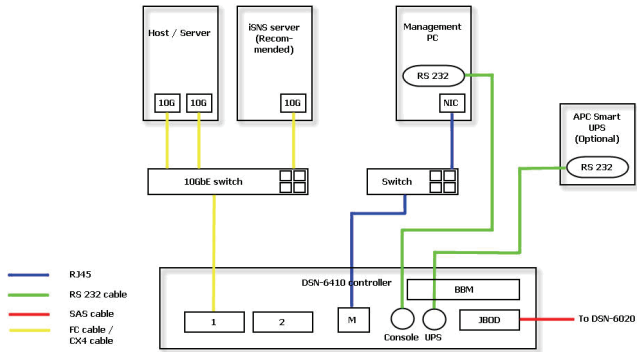 Host / Server
iSNS server
(Recom-
mended)
Management
PC
RS 232
10G
10G
10G
NIC
APC Smart
UPS
(Optional)
RS 232
10GbE switch
Switch
RJ45
RS 232 cable
SAS cable
FC cable /
CX4 cable
DSN-6410 controller
BBM
1
2
M
Console
UPS
JBOD
To DSN-6020